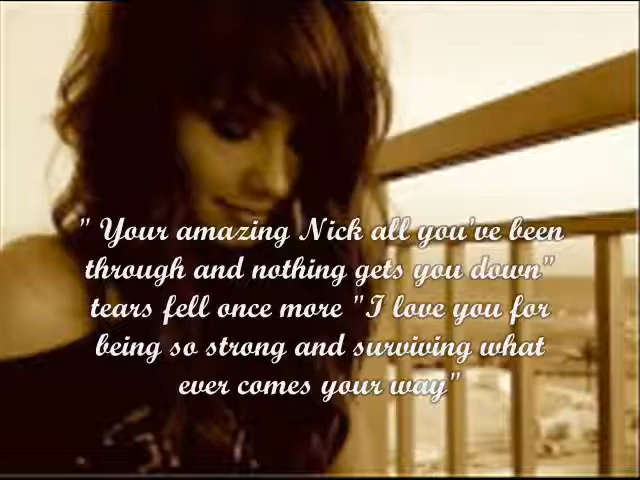 " Your amazing Nick all you've been
through and nothing gets you down"
tears fell once more "I love you for
being so strong and surviving what
ever comes your way"